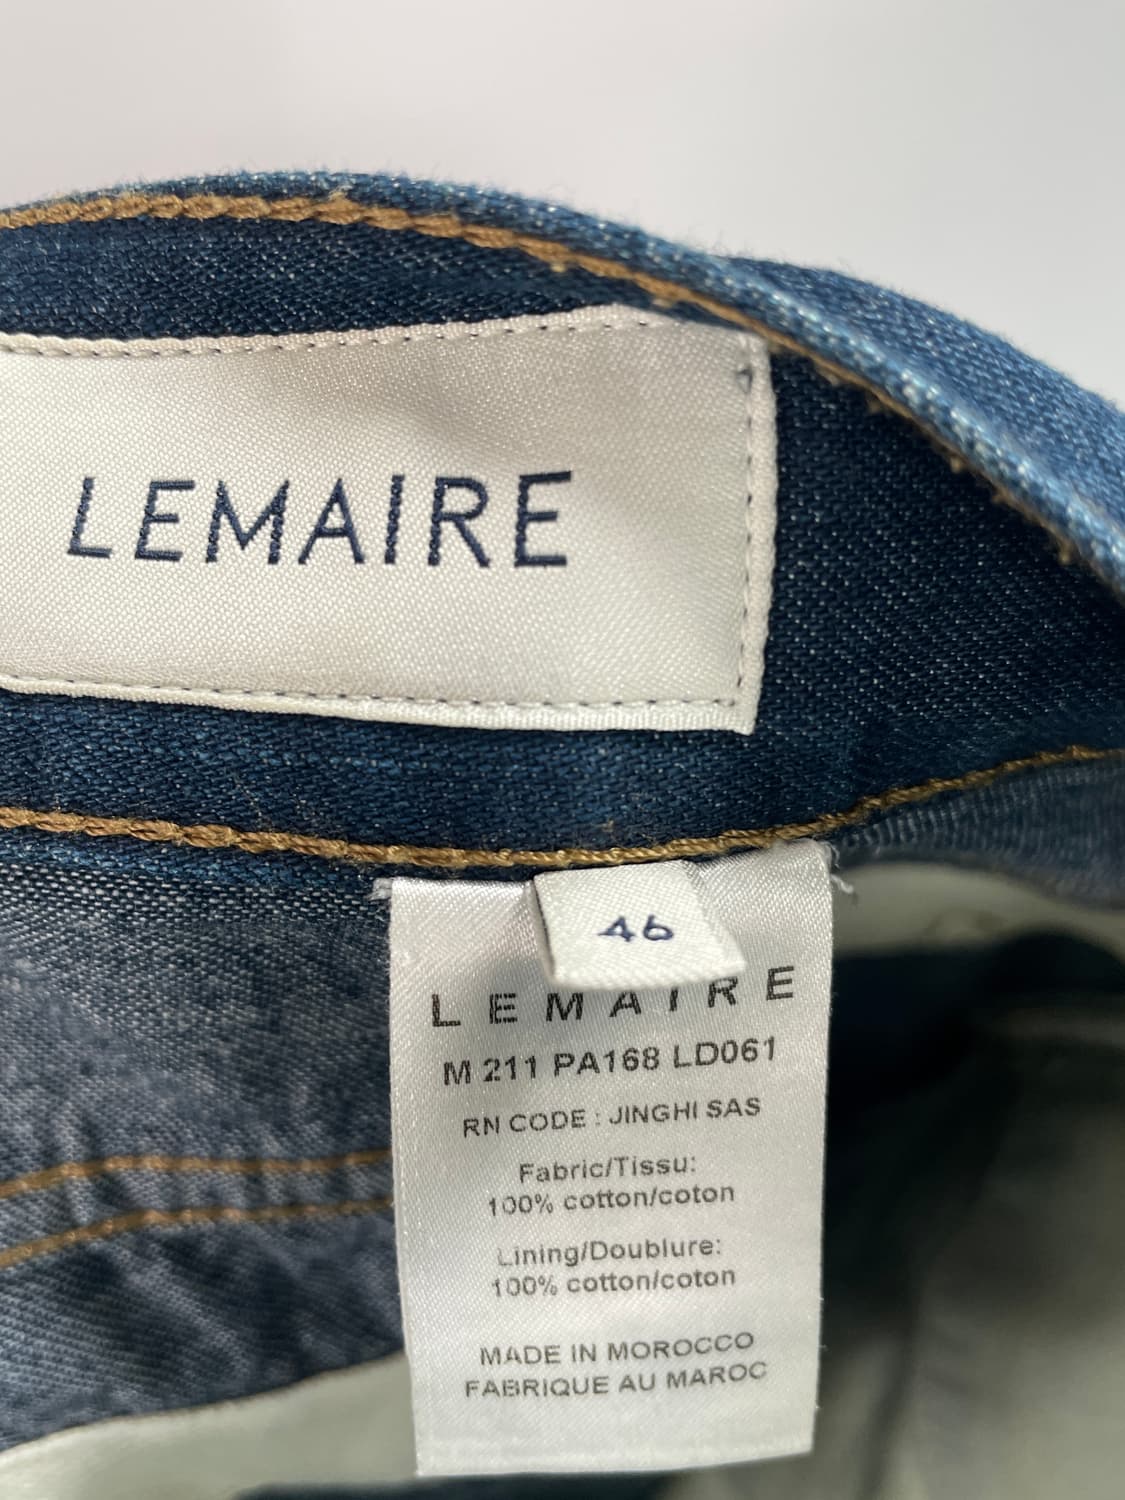 LEMAIRE
46
LEMAIRE
M 211 PA168 LD061
RN CODE : JINGHI SAS
Fabric/Tissu:
100% cotton/coton
Lining/Doublure:
100% cotton/coton
MADE IN MOROCCO
FABRIQUE AU MAROC